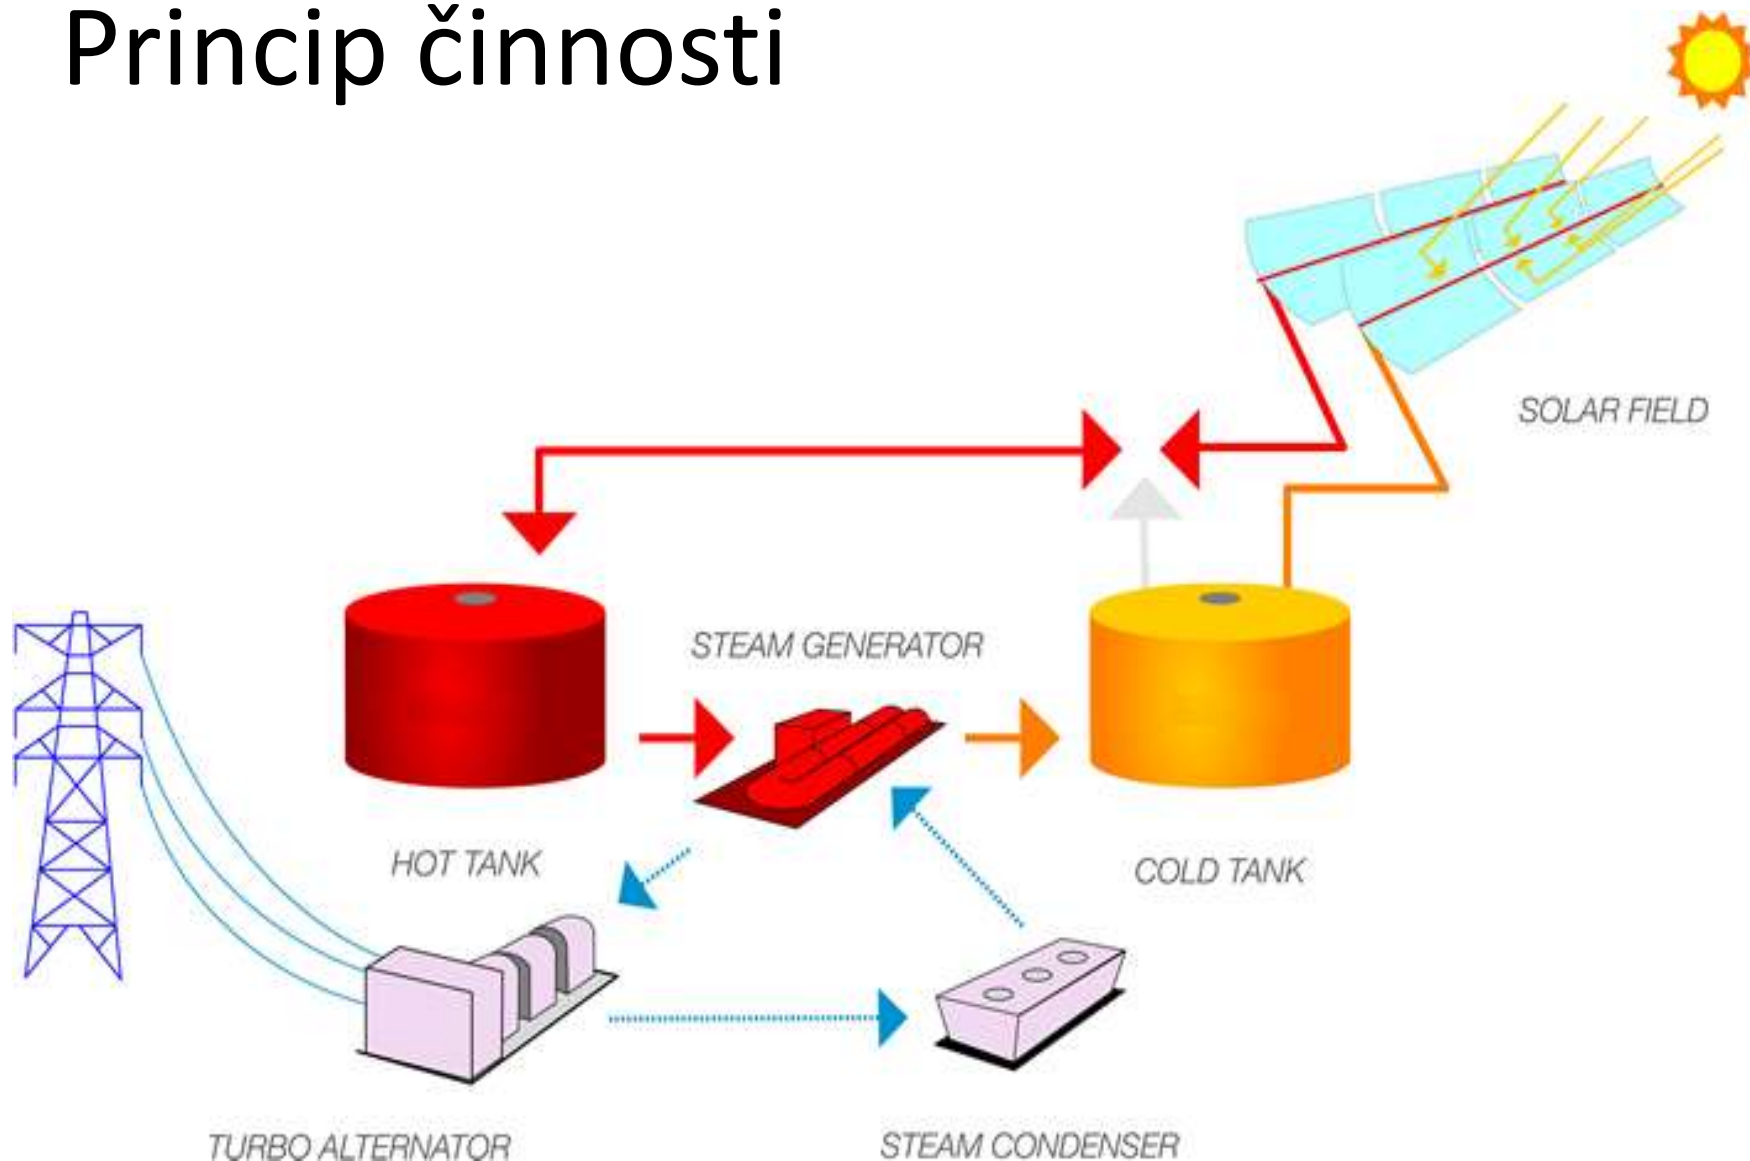 Princip činnosti
SOLAR FIELD
STEAM GENERATOR
HOT TANK
COLD TANK
TURBO ALTERNATOR
STEAM CONDENSER